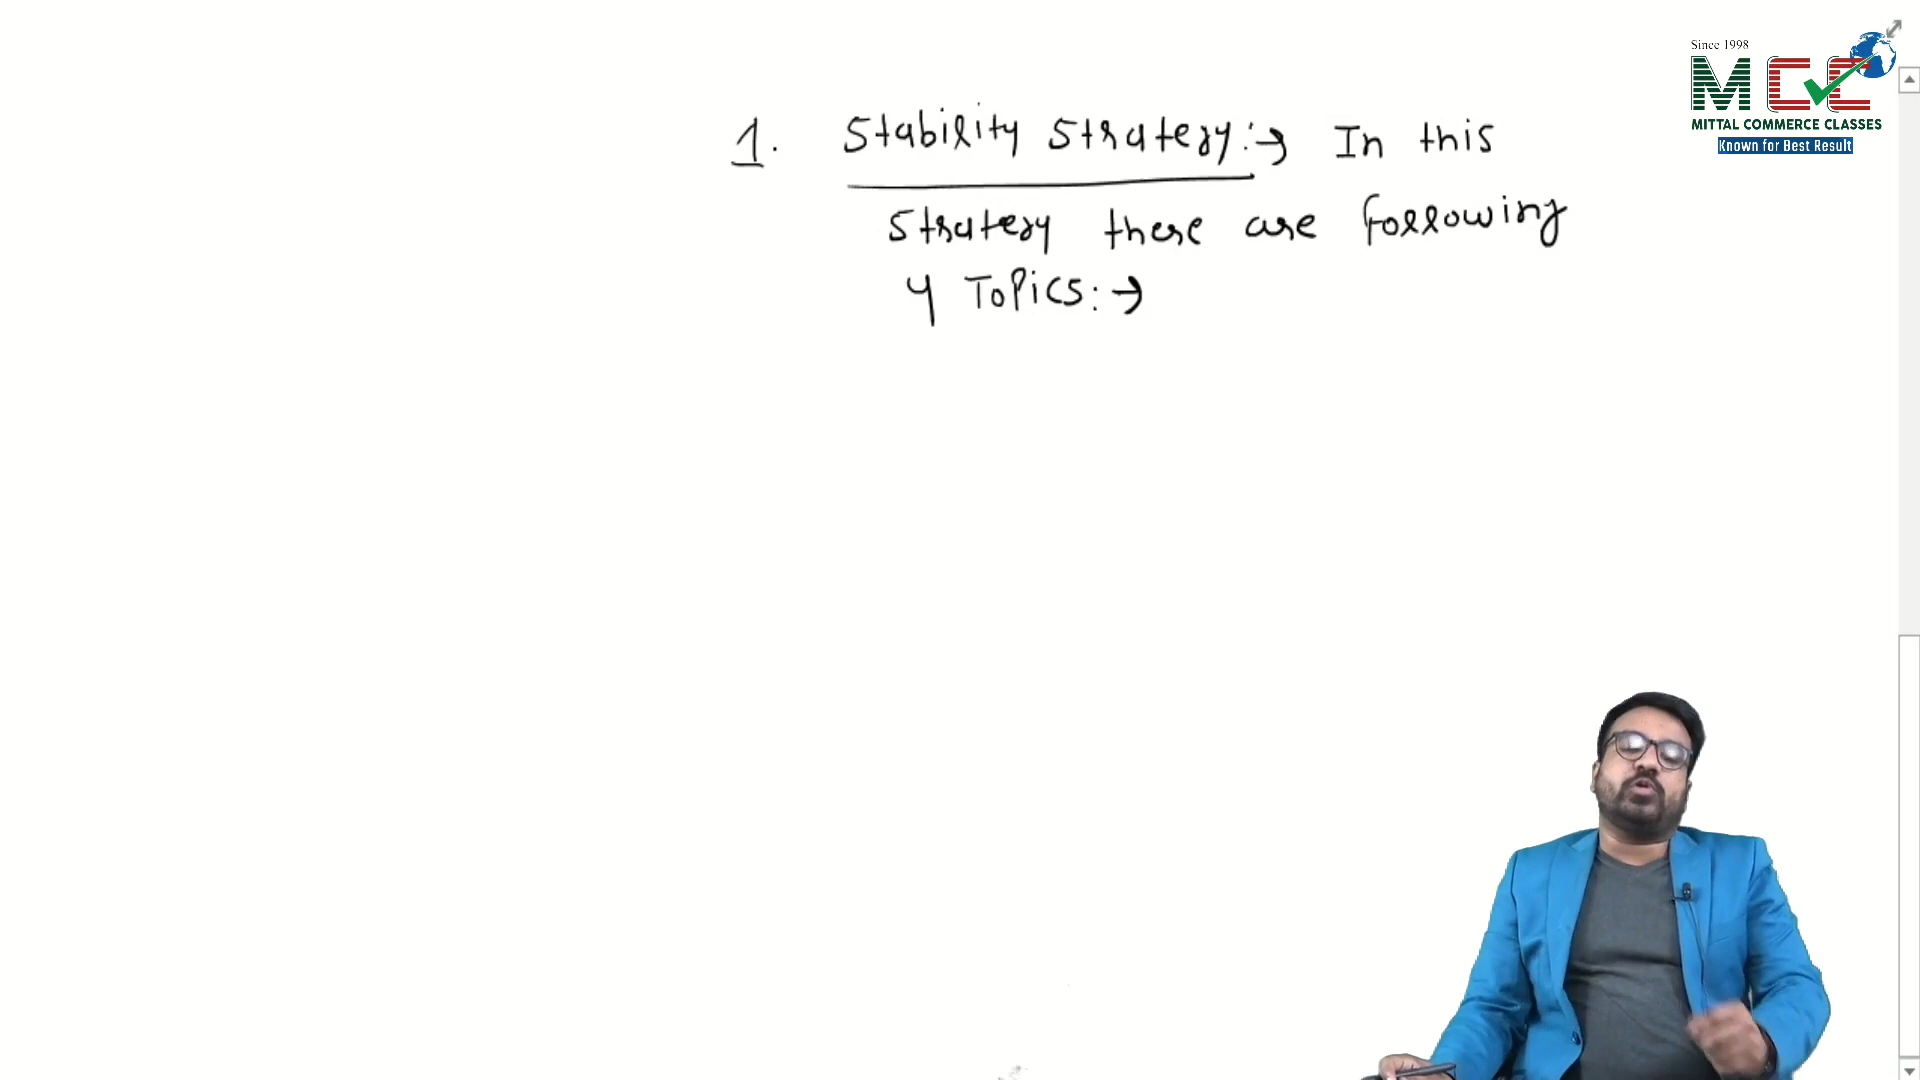 Since 1998
MCC
MITTAL COMMERCE CLASSES
Known for Best Result
1. Stability Strategy:→ In this
Strategy there are Following
4 Topics:→